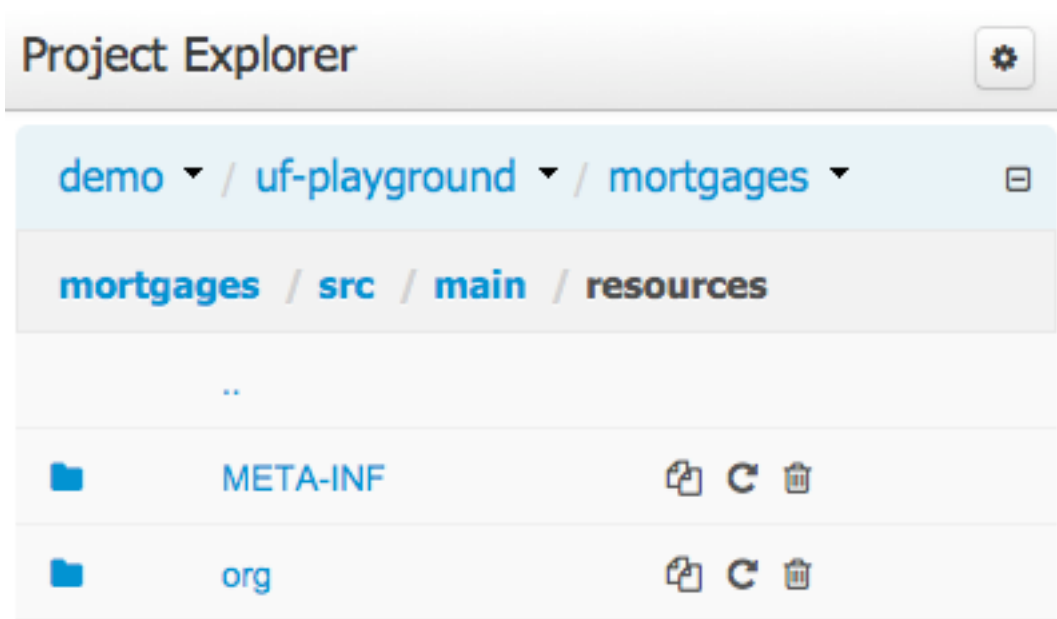 Project Explorer
demo / uf-playground / mortgages
mortgages / src / main / resources
..
META-INF
org